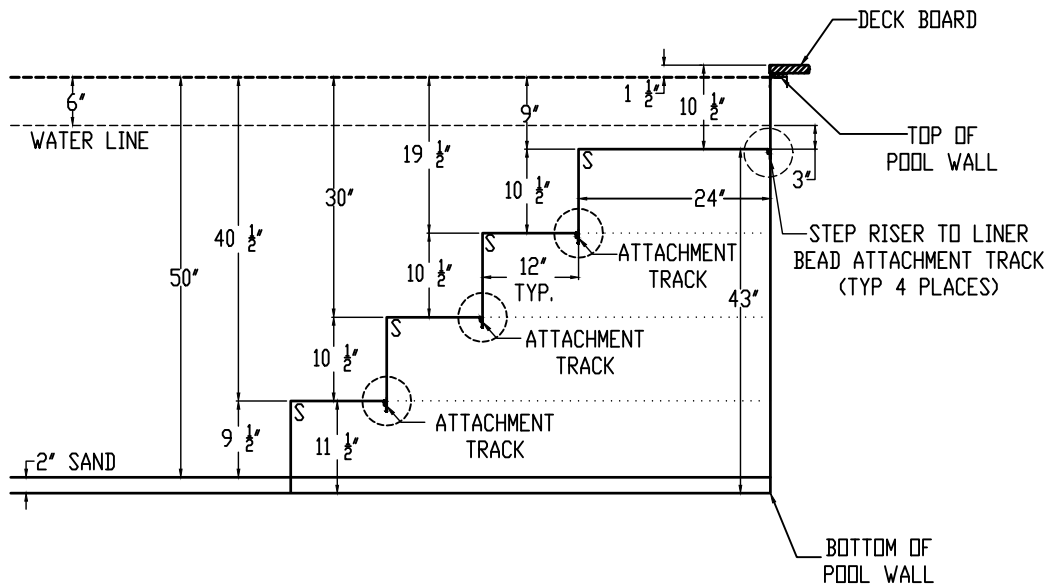 DECK BOARD
6"
9"
1 1/2"
10 1/2"
WATER LINE
TOP OF
POOL WALL
19 1/2"
S
3"
30"
10 1/2"
24"
40 1/2"
S
ATTACHMENT
TRACK
STEP RISER TO LINER
BEAD ATTACHMENT TRACK
(TYP 4 PLACES)
50"
10 1/2"
12"
TYP.
43"
S
ATTACHMENT
TRACK
10 1/2"
S
ATTACHMENT
TRACK
9 1/2"
11 1/2"
2" SAND
BOTTOM OF
POOL WALL